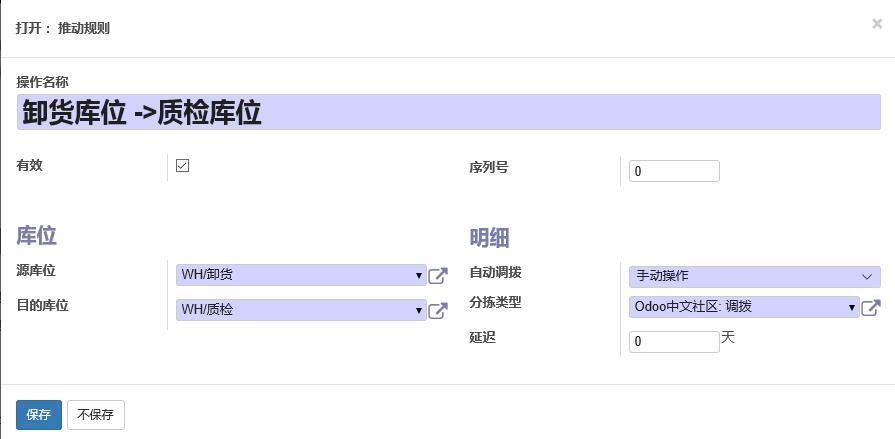 打开： 推动规则
×
操作名称
卸货库位 ->质检库位
有效
序列号
0
库位
明细
源库位
WH/卸货
自动调拨
手动操作
目的库位
WH/质检
分拣类型
Odoo中文社区: 调拨
延迟
0
天
保存
不保存